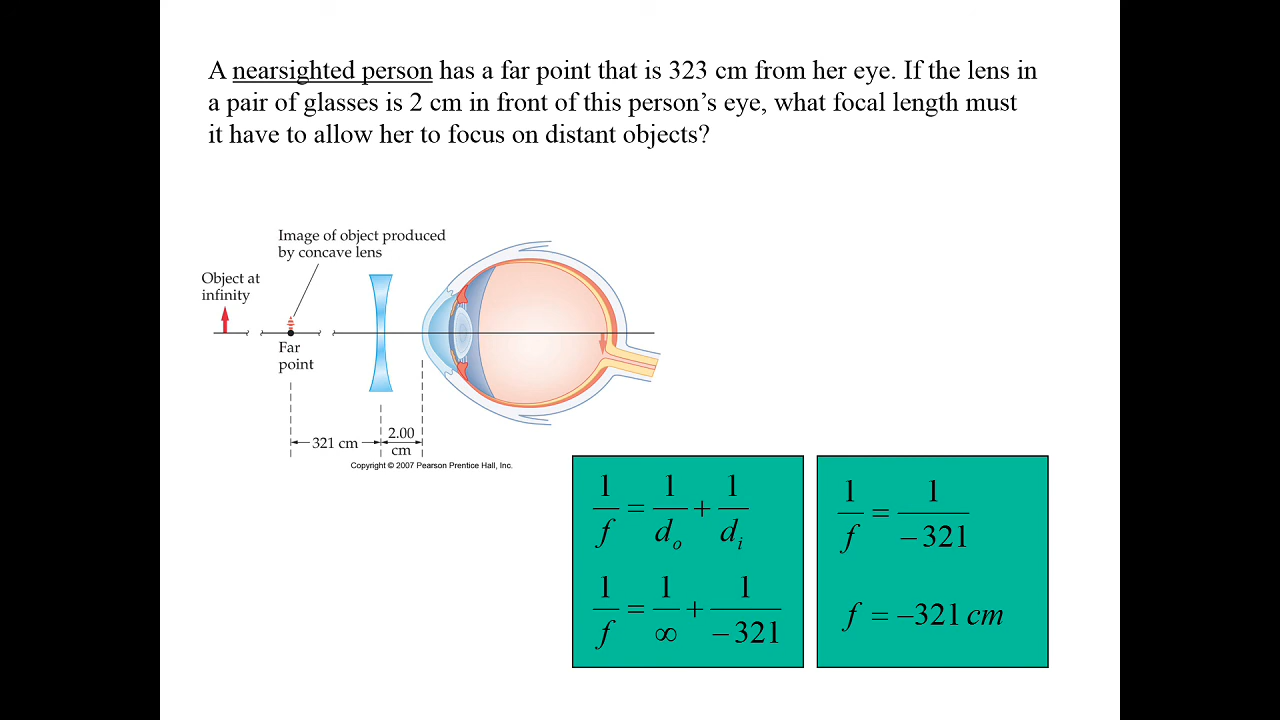 A nearsighted person has a far point that is 323 cm from her eye. If the lens in
a pair of glasses is 2 cm in front of this person’s eye, what focal length must
it have to allow her to focus on distant objects?
Image of object produced
by concave lens
Object at
infinity
Far
point
321 cm
2.00
cm
Copyright © 2007 Pearson Prentice Hall, Inc.
1/f = 1/d_o + 1/d_i
1/f = 1/∞ + 1/−321
1/f = 1/−321
f = −321 cm